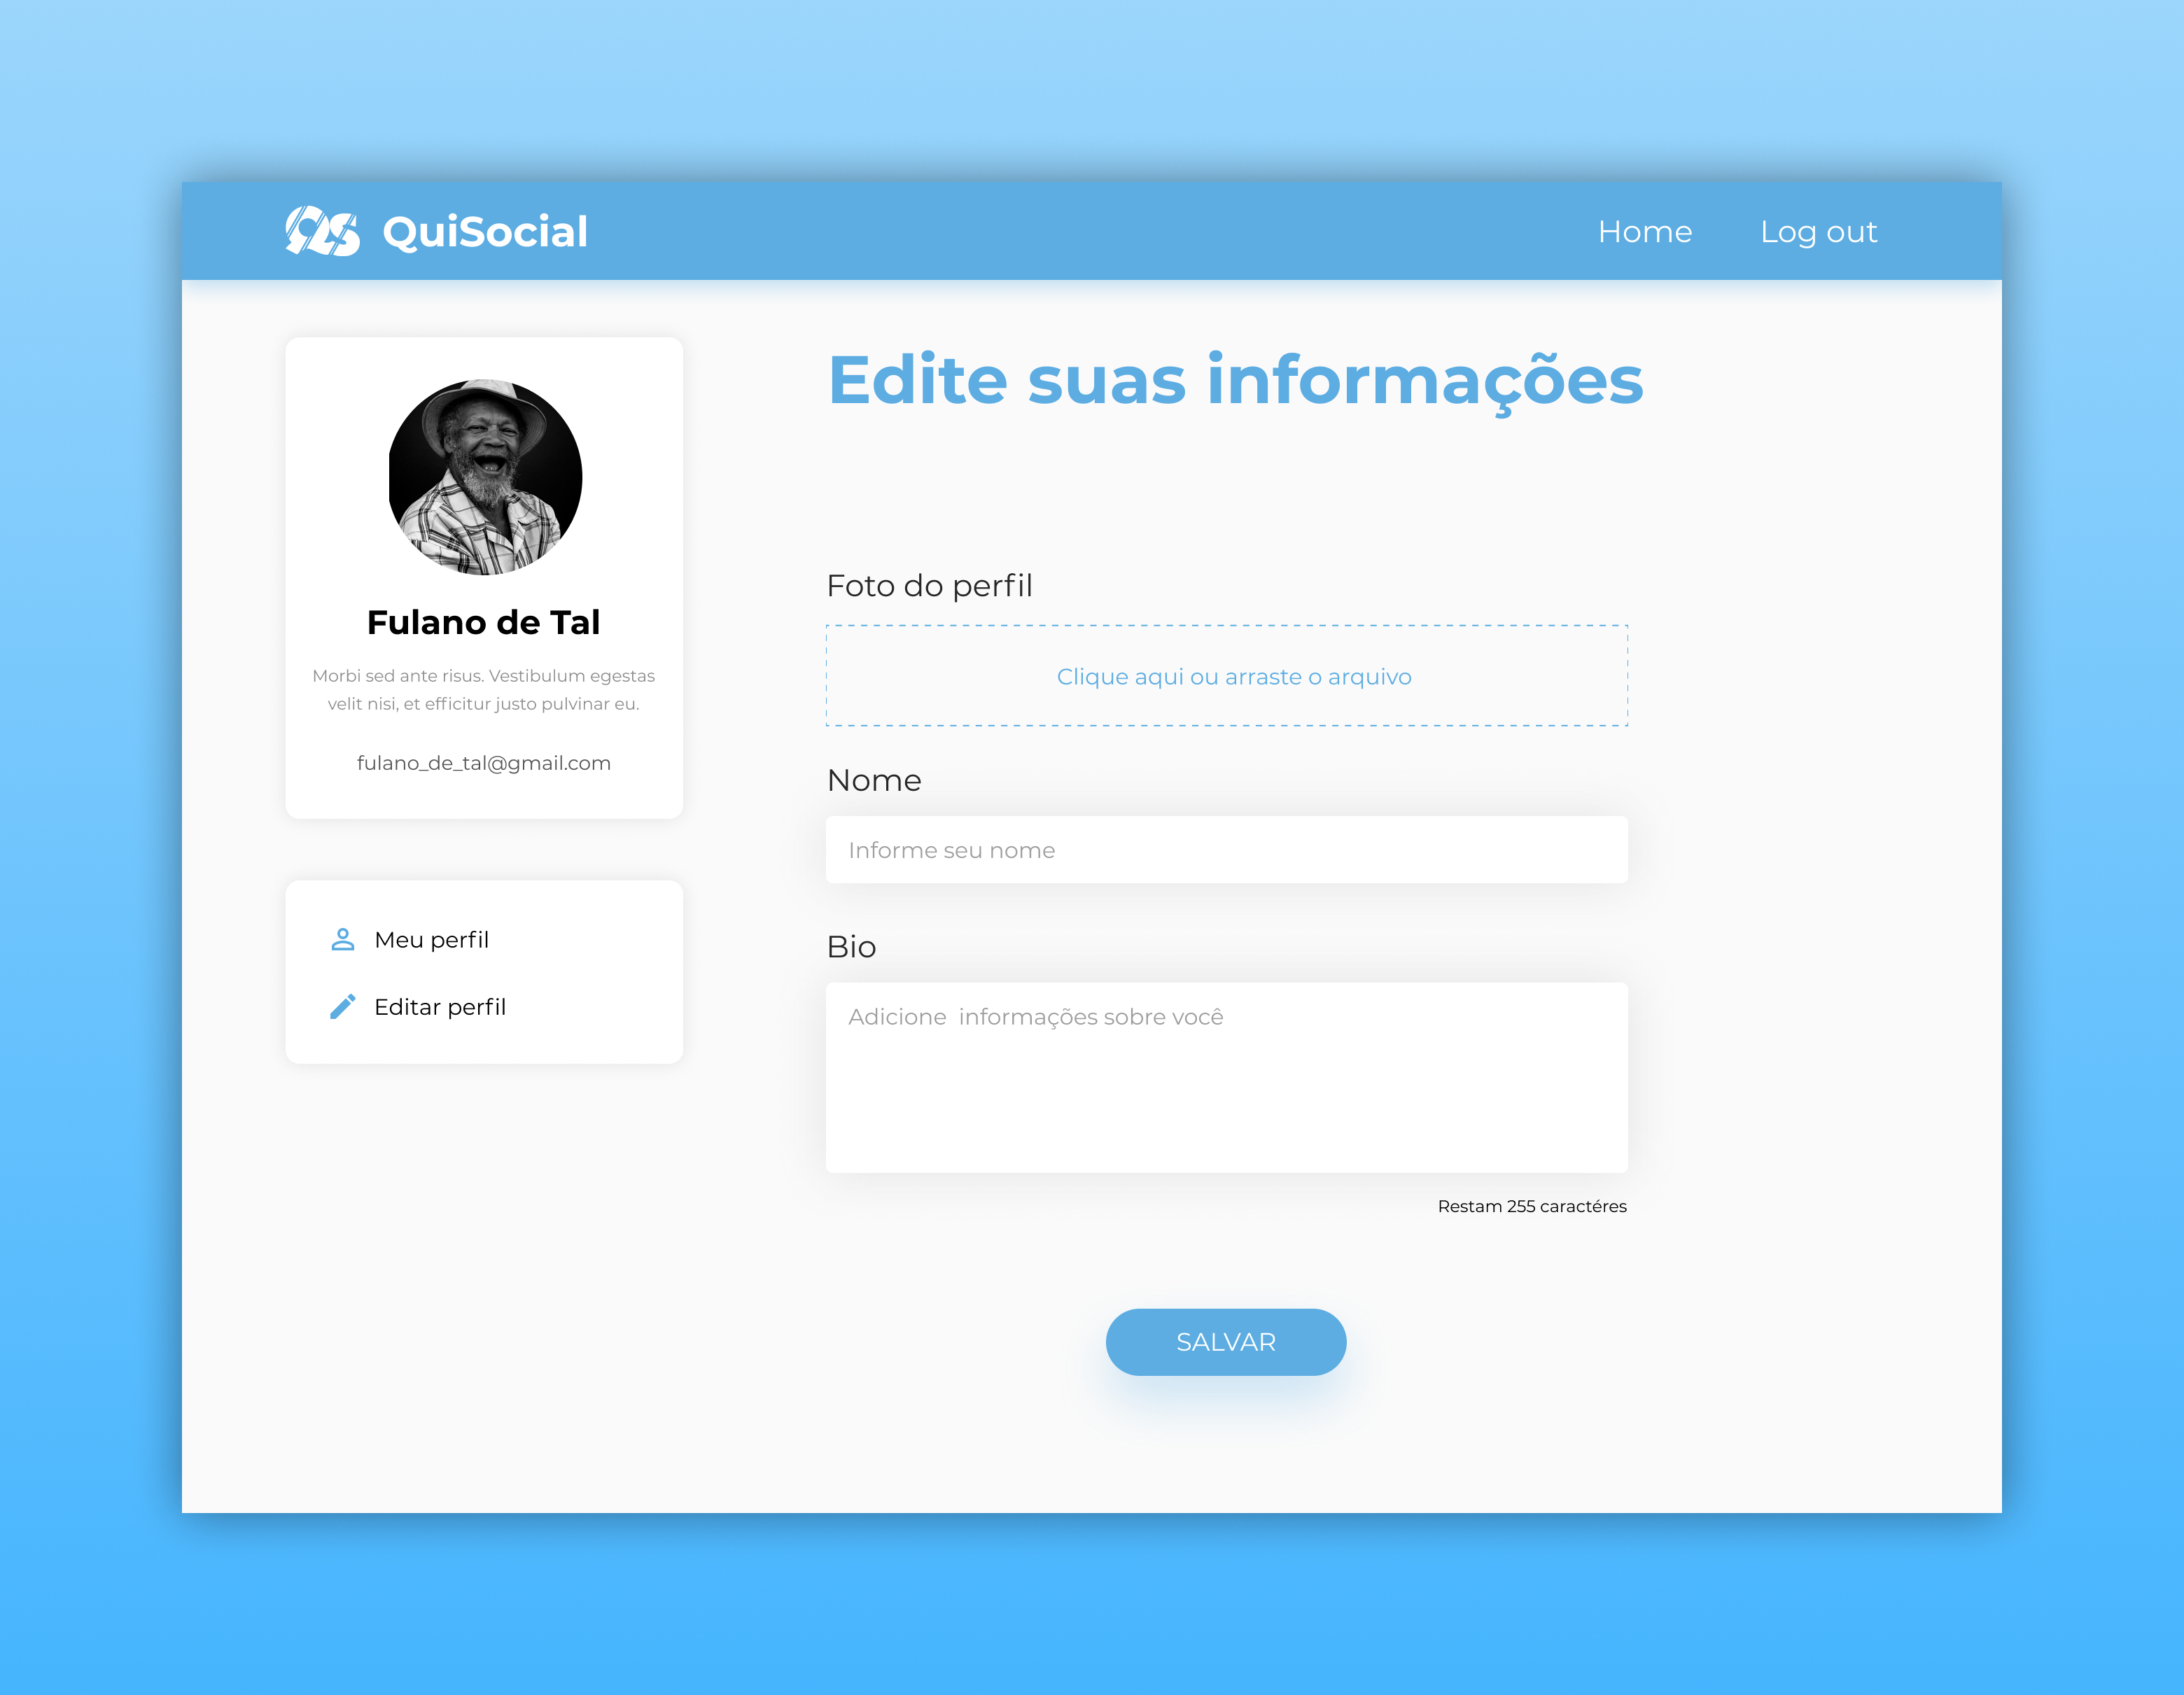 QS QuiSocial
Home
Log out
Fulano de Tal
Morbi sed ante risus. Vestibulum egestas
velit nisi, et efficitur justo pulvinar eu.
fulano_de_tal@gmail.com
Meu perfil
Editar perfil
Edite suas informações
Foto do perfil
Clique aqui ou arraste o arquivo
Nome
Informe seu nome
Bio
Adicione  informações sobre você
Restam 255 caractéres
SALVAR